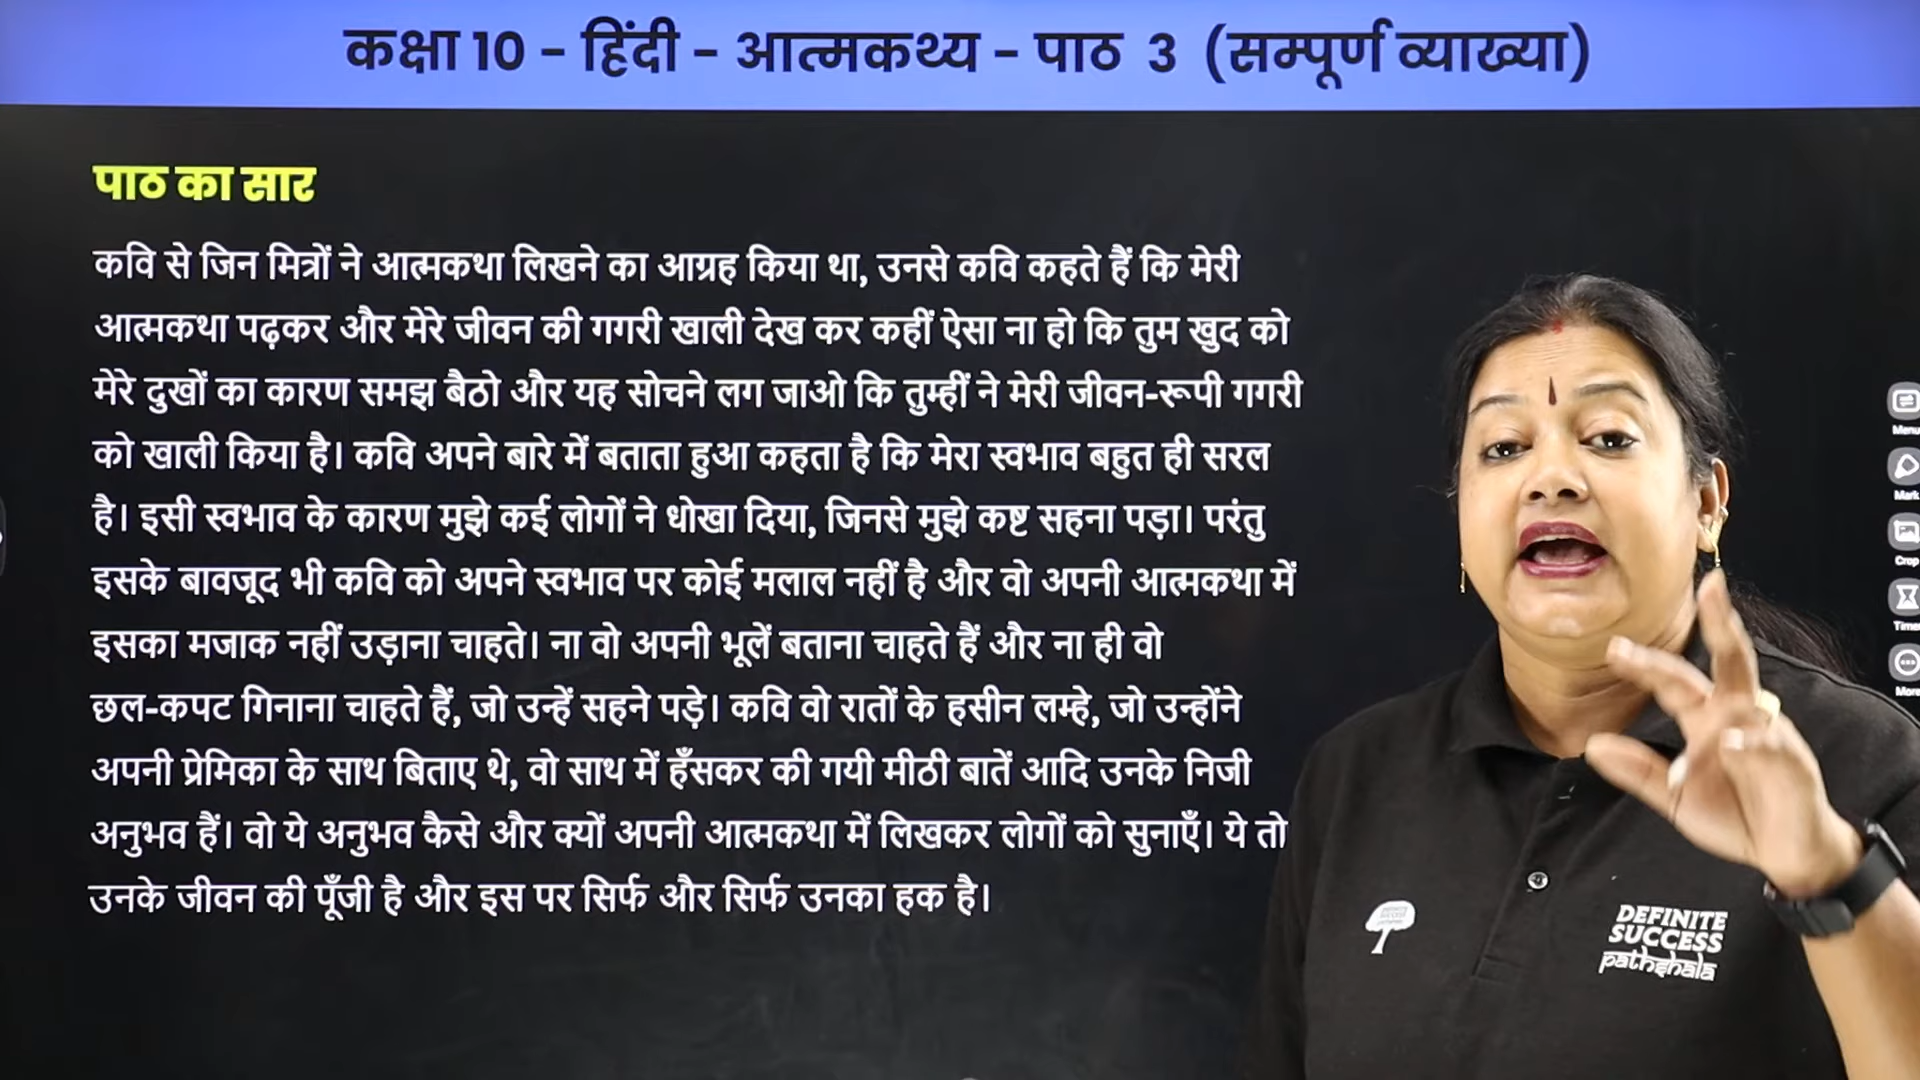 कक्षा 10 - हिंदी - आत्मकथ्य - पाठ 3 (सम्पूर्ण व्याख्या)
पाठ का सार
कवि से जिन मित्रों ने आत्मकथा लिखने का आग्रह किया था, उनसे कवि कहते हैं कि मेरी
आत्मकथा पढ़कर और मेरे जीवन की गगरी खाली देख कर कहीं ऐसा ना हो कि तुम खुद को
मेरे दुखों का कारण समझ बैठो और यह सोचने लग जाओ कि तुम्हीं ने मेरी जीवन-रूपी गगरी
को खाली किया है। कवि अपने बारे में बताता हुआ कहता है कि मेरा स्वभाव बहुत ही सरल
है। इसी स्वभाव के कारण मुझे कई लोगों ने धोखा दिया, जिनसे मुझे कष्ट सहना पड़ा। परंतु
इसके बावजूद भी कवि को अपने स्वभाव पर कोई मलाल नहीं है और वो अपनी आत्मकथा में
इसका मजाक नहीं उड़ाना चाहते। ना वो अपनी भूलें बताना चाहते हैं और ना ही वो
छल-कपट गिनाना चाहते हैं, जो उन्हें सहने पड़े। कवि वो रातों के हसीन लम्हे, जो उन्होंने
अपनी प्रेमिका के साथ बिताए थे, वो साथ में हँसकर की गयी मीठी बातें आदि उनके निजी
अनुभव हैं। वो ये अनुभव कैसे और क्यों अपनी आत्मकथा में लिखकर लोगों को सुनाएँ। ये तो
उनके जीवन की पूँजी है और इस पर सिर्फ और सिर्फ उनका हक है।
Menu
Mark
Crop
Time
More
DEFINITE
SUCCESS
pathshala